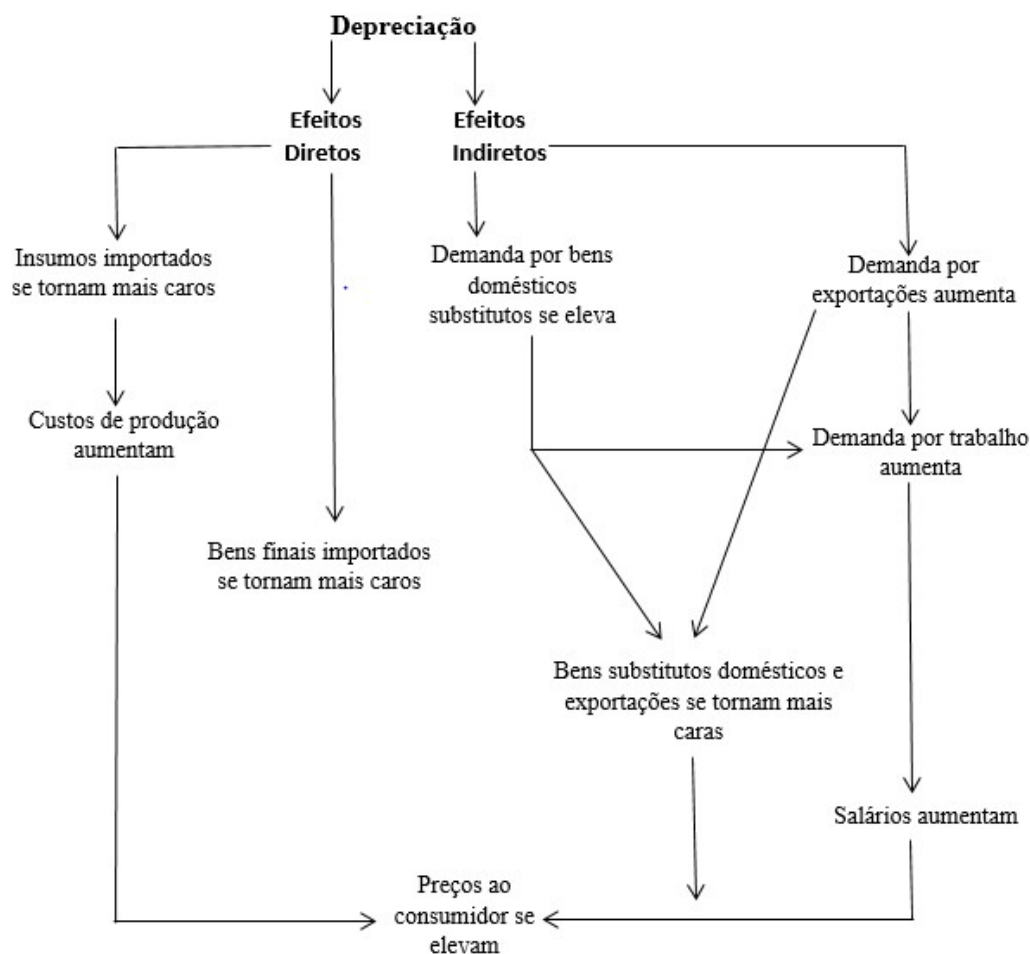 Depreciação
Efeitos
Diretos
Efeitos
Indiretos
Insumos importados
se tornam mais caros
Demanda por bens
domésticos
substitutos se eleva
Demanda por
exportações aumenta
Custos de produção
aumentam
Demanda por trabalho
aumenta
Bens finais importados
se tornam mais caros
Bens substitutos domésticos e
exportações se tornam mais
caras
Salários aumentam
Preços ao
consumidor se
elevam